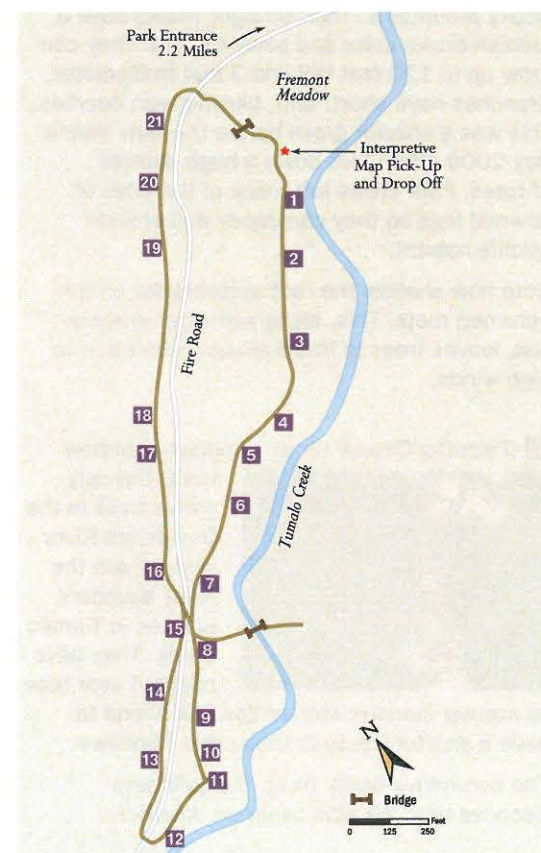 Park Entrance
2.2 Miles
Fremont
Meadow
21
Interpretive
Map Pick-Up
and Drop Off
20
1
19
2
Fire Road
3
18
4
17
5
6
Tumalo Creek
16
7
15
8
14
9
13
10
11
12
N
Bridge
0 125 250 Feet